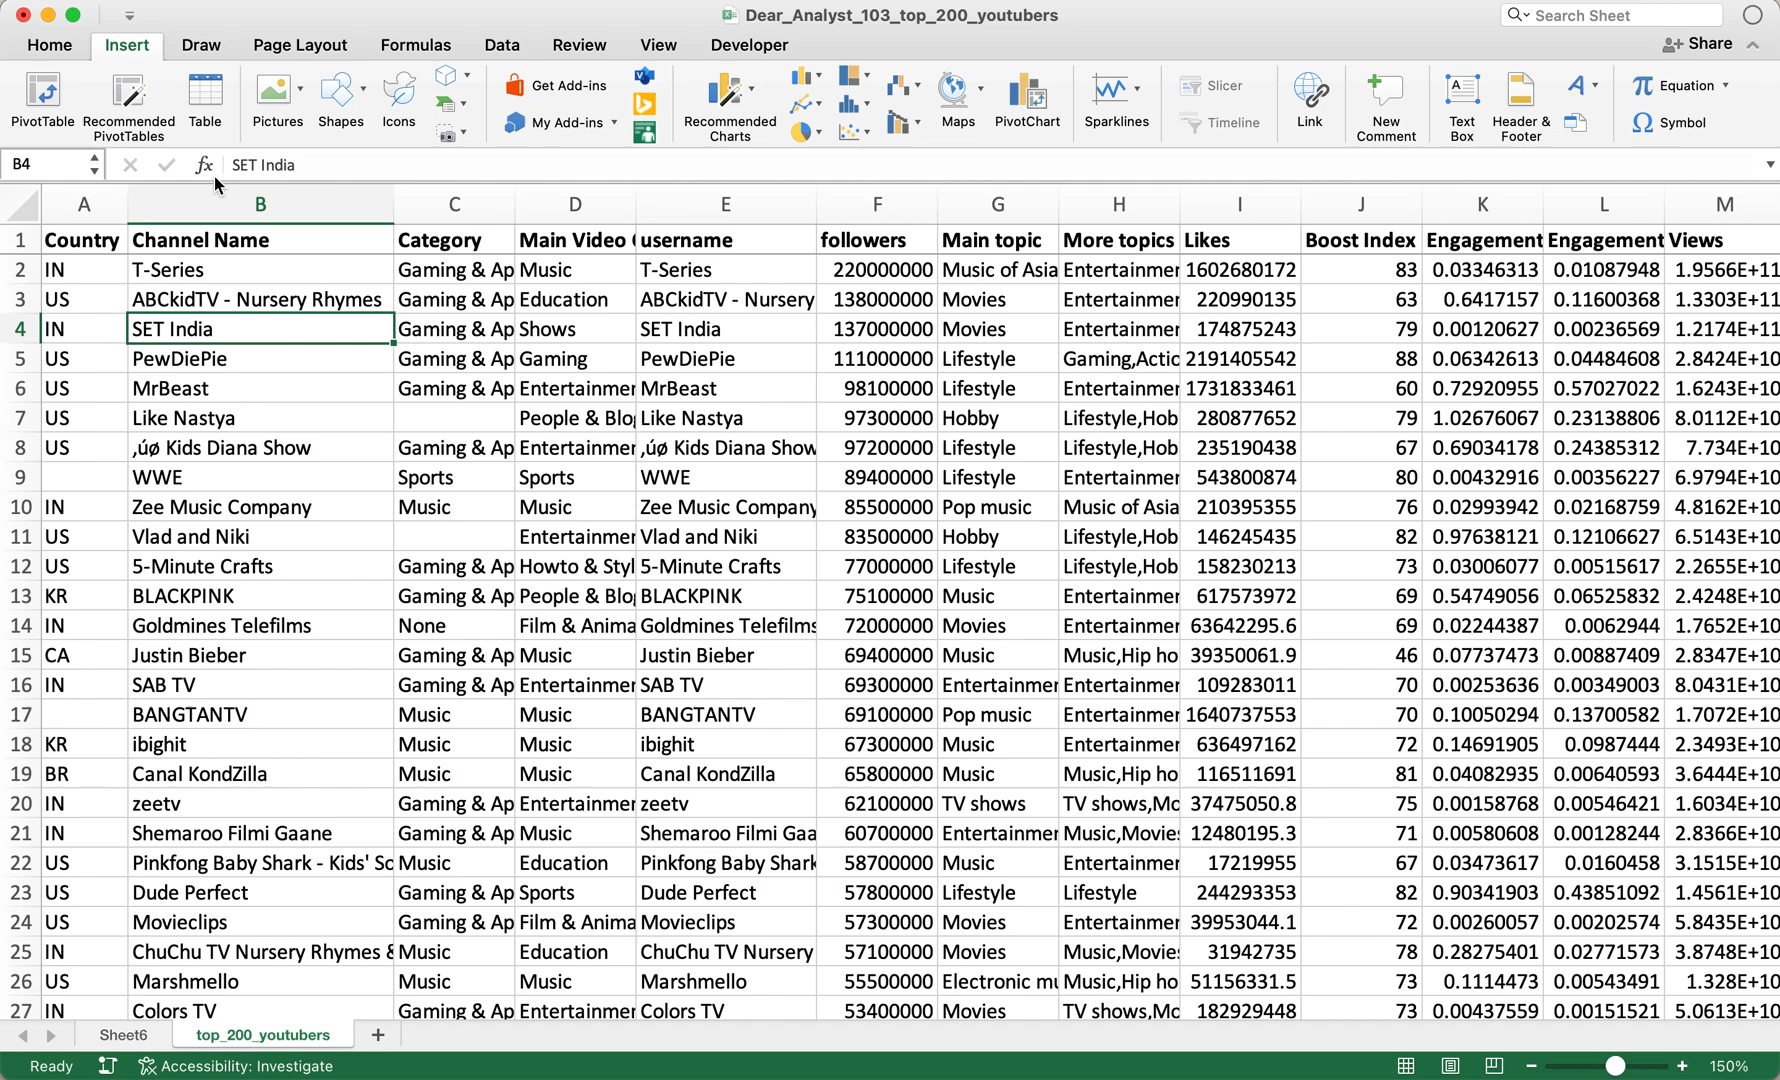 Dear_Analyst_103_top_200_youtubers
Search Sheet
Home Insert Draw Page Layout Formulas Data Review View Developer
Share
PivotTable
Recommended PivotTables
Table
Pictures
Shapes
Icons
Get Add-ins
My Add-ins
Recommended Charts
Maps
PivotChart
Sparklines
Slicer
Timeline
Link
New Comment
Text Box
Header & Footer
Equation
Symbol
B4 fx SET India
A B C D E F G H I J K L M
1 Country Channel Name Category Main Video ( username followers Main topic More topics Likes Boost Index Engagement Engagement Views
2 IN T-Series Gaming & Ap Music T-Series 220000000 Music of Asia Entertainmer 1602680172 83 0.03346313 0.01087948 1.9566E+11
3 US ABCkidTV - Nursery Rhymes Gaming & Ap Education ABCkidTV - Nursery 138000000 Movies Entertainmer 220990135 63 0.6417157 0.11600368 1.3303E+11
4 IN SET India Gaming & Ap Shows SET India 137000000 Movies Entertainmer 174875243 79 0.00120627 0.00236569 1.2174E+11
5 US PewDiePie Gaming & Ap Gaming PewDiePie 111000000 Lifestyle Gaming,Actic 2191405542 88 0.06342613 0.04484608 2.8424E+10
6 US MrBeast Gaming & Ap Entertainmer MrBeast 98100000 Lifestyle Entertainmer 1731833461 60 0.72920955 0.57027022 1.6243E+10
7 US Like Nastya People & Blo Like Nastya 97300000 Hobby Lifestyle,Hob 280877652 79 1.02676067 0.23138806 8.0112E+10
8 US ‚úø Kids Diana Show Gaming & Ap Entertainmer ‚úø Kids Diana Show 97200000 Lifestyle Lifestyle,Hob 235190438 67 0.69034178 0.24385312 7.734E+10
9 WWE Sports Sports WWE 89400000 Lifestyle Entertainmer 543800874 80 0.00432916 0.00356227 6.9794E+10
10 IN Zee Music Company Music Music Zee Music Company 85500000 Pop music Music of Asia 210395355 76 0.02993942 0.02168759 4.8162E+10
11 US Vlad and Niki Entertainmer Vlad and Niki 83500000 Hobby Lifestyle,Hob 146245435 82 0.97638121 0.12106627 6.5143E+10
12 US 5-Minute Crafts Gaming & Ap Howto & Styl 5-Minute Crafts 77000000 Lifestyle Lifestyle,Hob 158230213 73 0.03006077 0.00515617 2.2655E+10
13 KR BLACKPINK Gaming & Ap People & Blo BLACKPINK 75100000 Music Entertainmer 617573972 69 0.54749056 0.06525832 2.4248E+10
14 IN Goldmines Telefilms None Film & Anima Goldmines Telefilms 72000000 Movies Entertainmer 63642295.6 69 0.02244387 0.0062944 1.7652E+10
15 CA Justin Bieber Gaming & Ap Music Justin Bieber 69400000 Music Music,Hip ho 39350061.9 46 0.07737473 0.00887409 2.8347E+10
16 IN SAB TV Gaming & Ap Entertainmer SAB TV 69300000 Entertainmer Entertainmer 109283011 70 0.00253636 0.00349003 8.0431E+10
17 BANGTANTV Music Music BANGTANTV 69100000 Pop music Entertainmer 1640737553 70 0.10050294 0.13700582 1.7072E+10
18 KR ibighit Music Music ibighit 67300000 Music Entertainmer 636497162 72 0.14691905 0.0987444 2.3493E+10
19 BR Canal KondZilla Music Music Canal KondZilla 65800000 Music Music,Hip ho 116511691 81 0.04082935 0.00640593 3.6444E+10
20 IN zeetv Gaming & Ap Entertainmer zeetv 62100000 TV shows TV shows,Mo 37475050.8 75 0.00158768 0.00546421 1.6034E+10
21 IN Shemaroo Filmi Gaane Gaming & Ap Music Shemaroo Filmi Gaa 60700000 Entertainmer Music,Movie 12480195.3 71 0.00580608 0.00128244 2.8366E+10
22 US Pinkfong Baby Shark - Kids' Sc Music Education Pinkfong Baby Shark 58700000 Music Entertainmer 17219955 67 0.03473617 0.0160458 3.1515E+10
23 US Dude Perfect Gaming & Ap Sports Dude Perfect 57800000 Lifestyle Lifestyle 244293353 82 0.90341903 0.43851092 1.4561E+10
24 US Movieclips Gaming & Ap Film & Anima Movieclips 57300000 Movies Entertainmer 39953044.1 72 0.00260057 0.00202574 5.8435E+10
25 IN ChuChu TV Nursery Rhymes & Music Education ChuChu TV Nursery 57100000 Movies Music,Movie 31942735 78 0.28275401 0.02771573 3.8748E+10
26 US Marshmello Music Music Marshmello 55500000 Electronic mu Music,Hip ho 51156331.5 73 0.1114473 0.00543491 1.328E+10
27 IN Colors TV Gaming & Ap Entertainmer Colors TV 53400000 Movies TV shows,Mo 182929448 73 0.00437559 0.00151521 5.0613E+10
Sheet6 top_200_youtubers +
Ready Accessibility: Investigate 150%